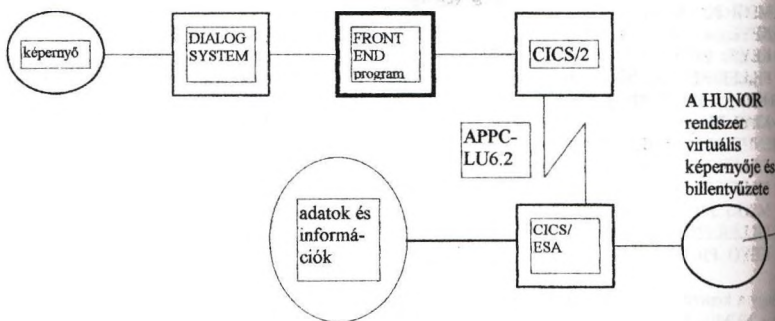 képernyő
DIALOG
SYSTEM
FRONT
END
program
CICS/2
A HUNOR
rendszer
virtuális
képernyője és
billentyűzete
APPC-
LU6.2
adatok és
informá-
ciók
CICS/
ESA